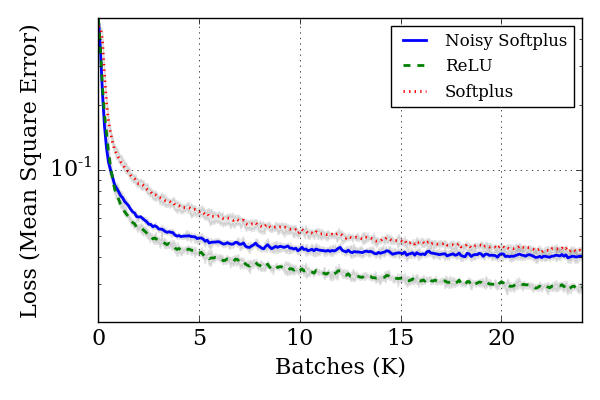 Loss (Mean Square Error)
10⁻¹
Noisy Softplus
ReLU
Softplus
0 5 10 15 20
Batches (K)